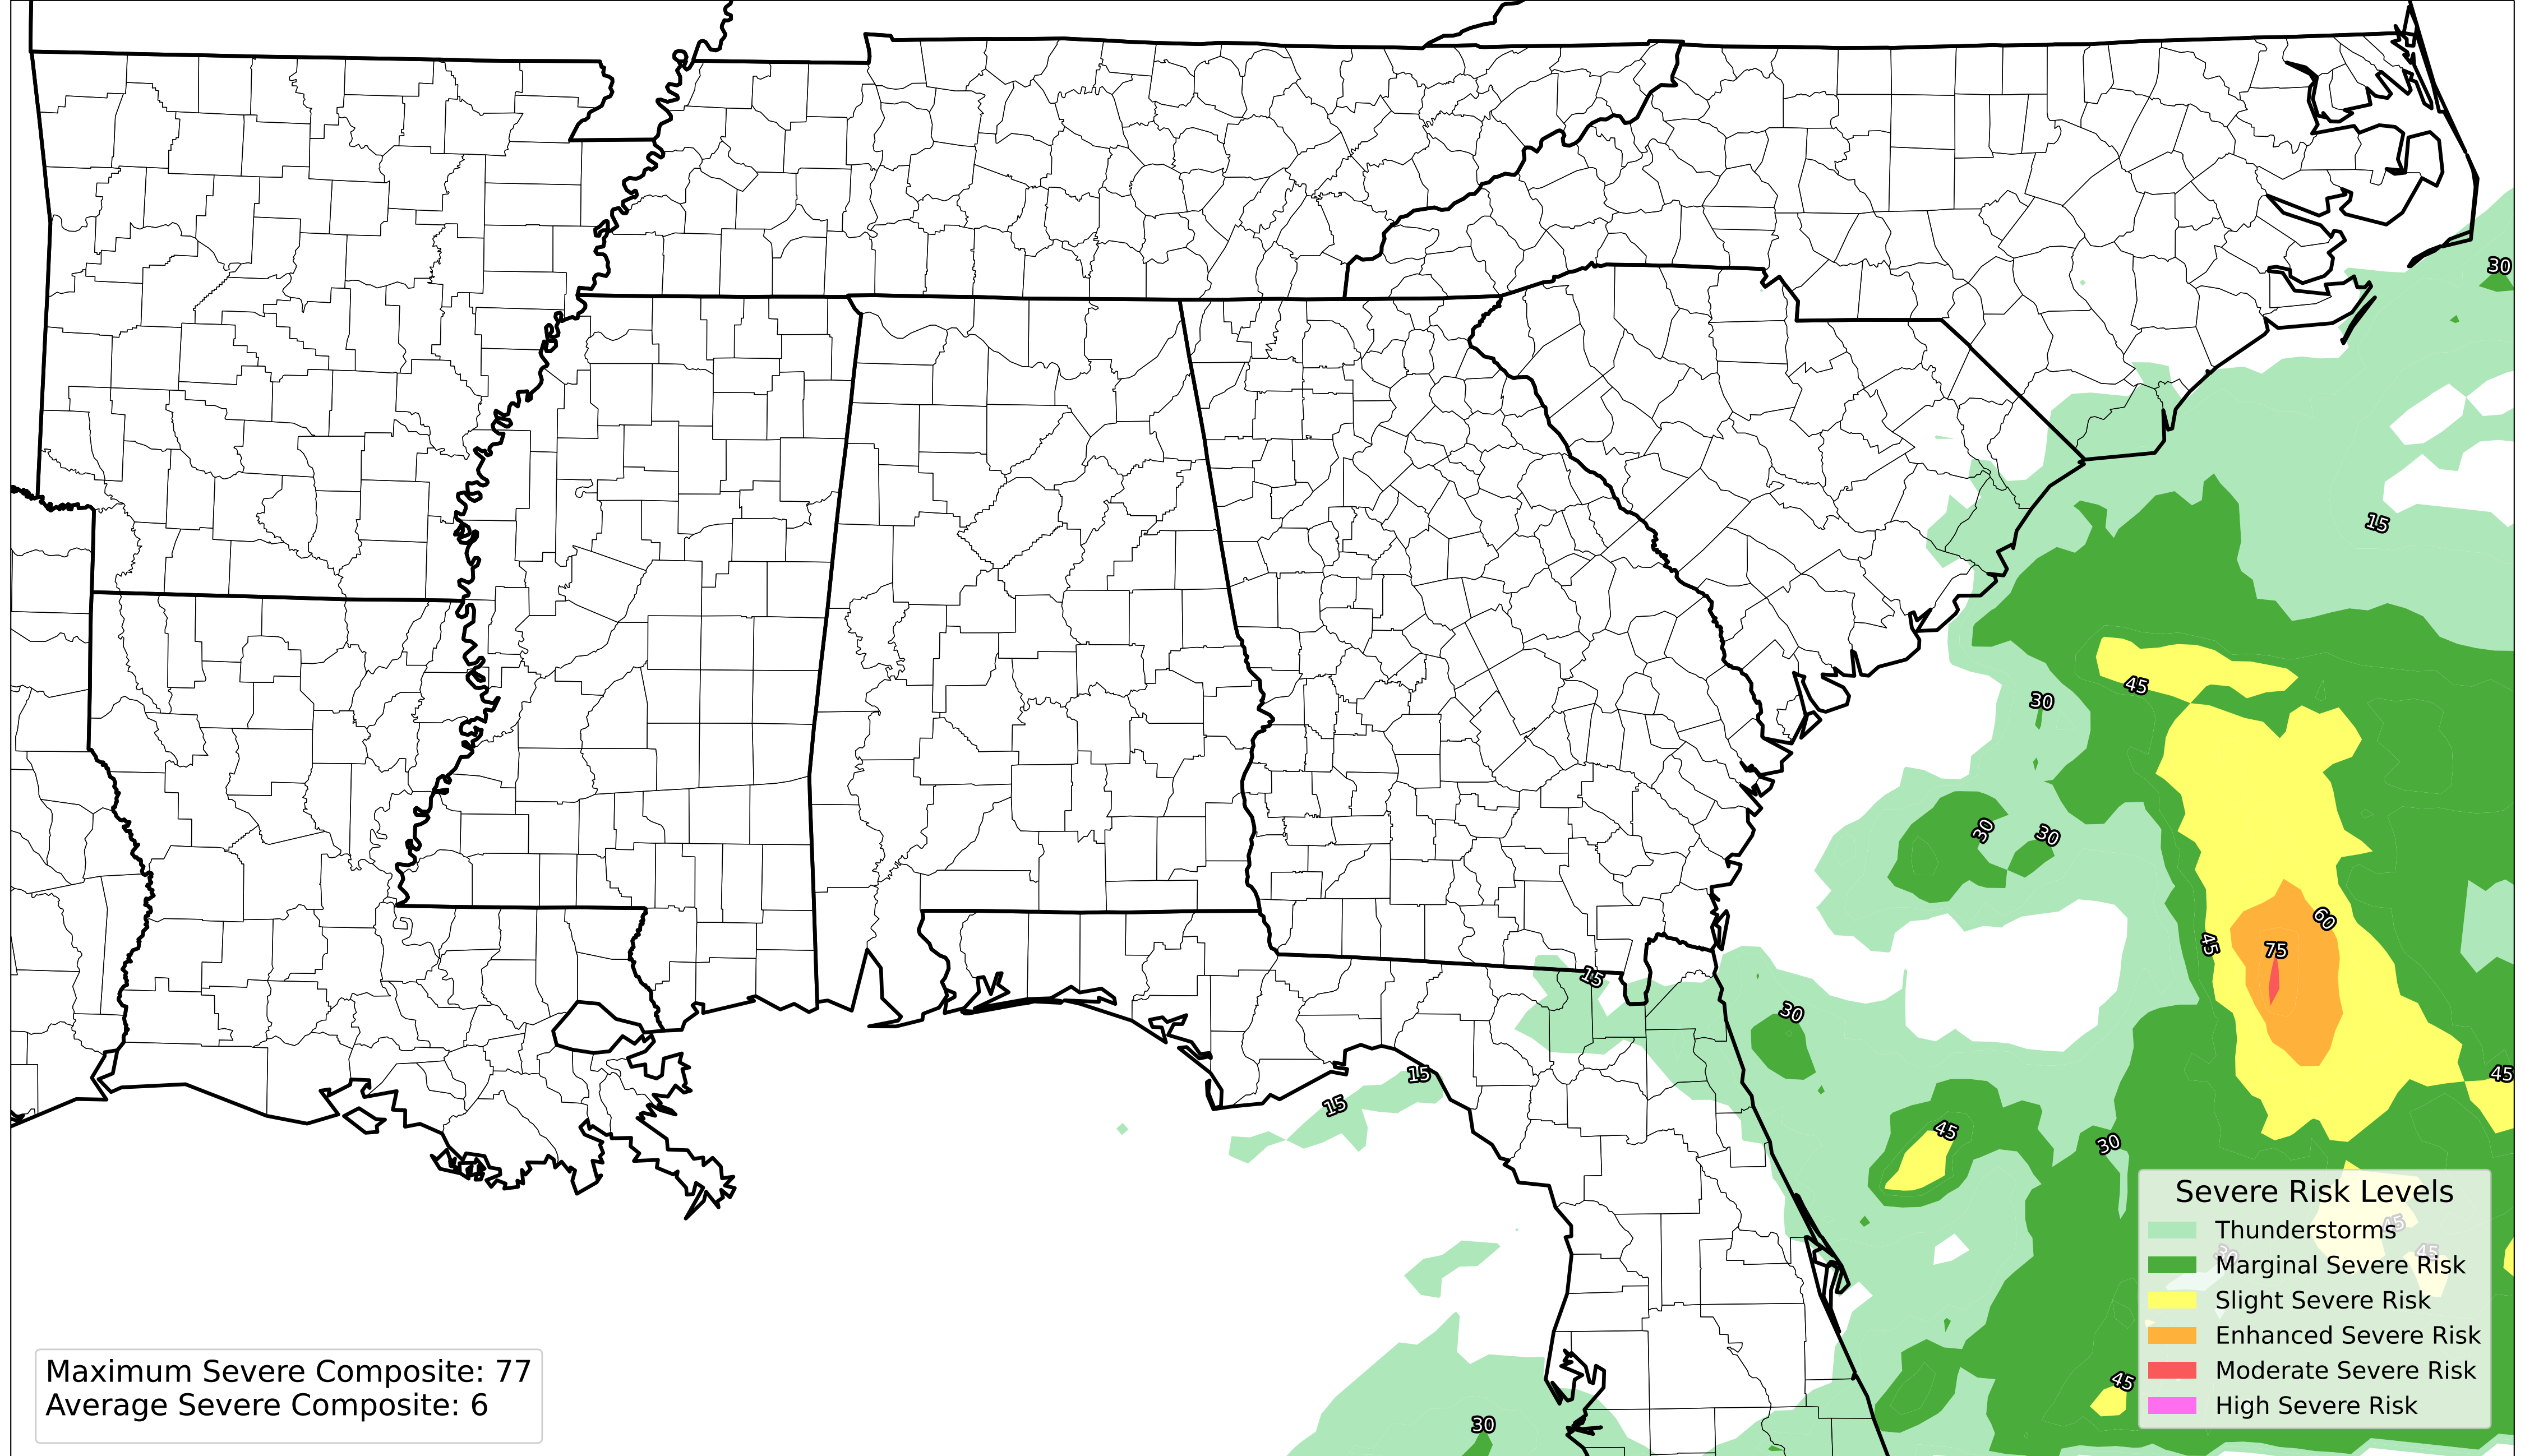 30
15
45
30
30
30
60
45
75
15
30
15
45
15
45
30
Severe Risk Levels
Thunderstorms
45
Marginal Severe Risk
30
45
Slight Severe Risk
Enhanced Severe Risk
Maximum Severe Composite: 77
Moderate Severe Risk
45
Average Severe Composite: 6
High Severe Risk
30